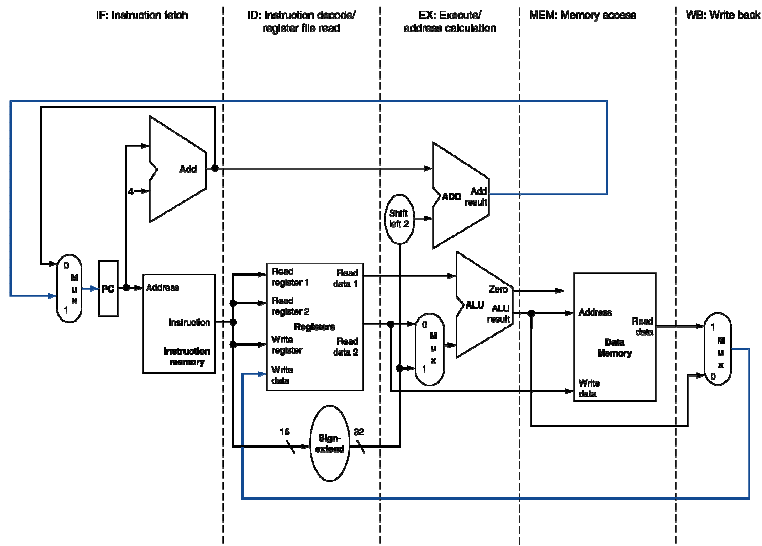 IF: Instruction fetch
ID: Instruction decode/
register file read
EX: Execute/
address calculation
MEM: Memory access
WB: Write back
Add
4
ADD
Add
result
Shift
left 2
0
M
u
x
1
PC
Address
Instruction
Instruction
memory
Read
register 1
Read
register 2
Registers
Write
register
Write
data
Read
data 1
Read
data 2
16
Sign-
extend
32
0
M
u
x
1
Zero
ALU
ALU
result
Address
Data
Memory
Read
data
Write
data
1
M
u
x
0